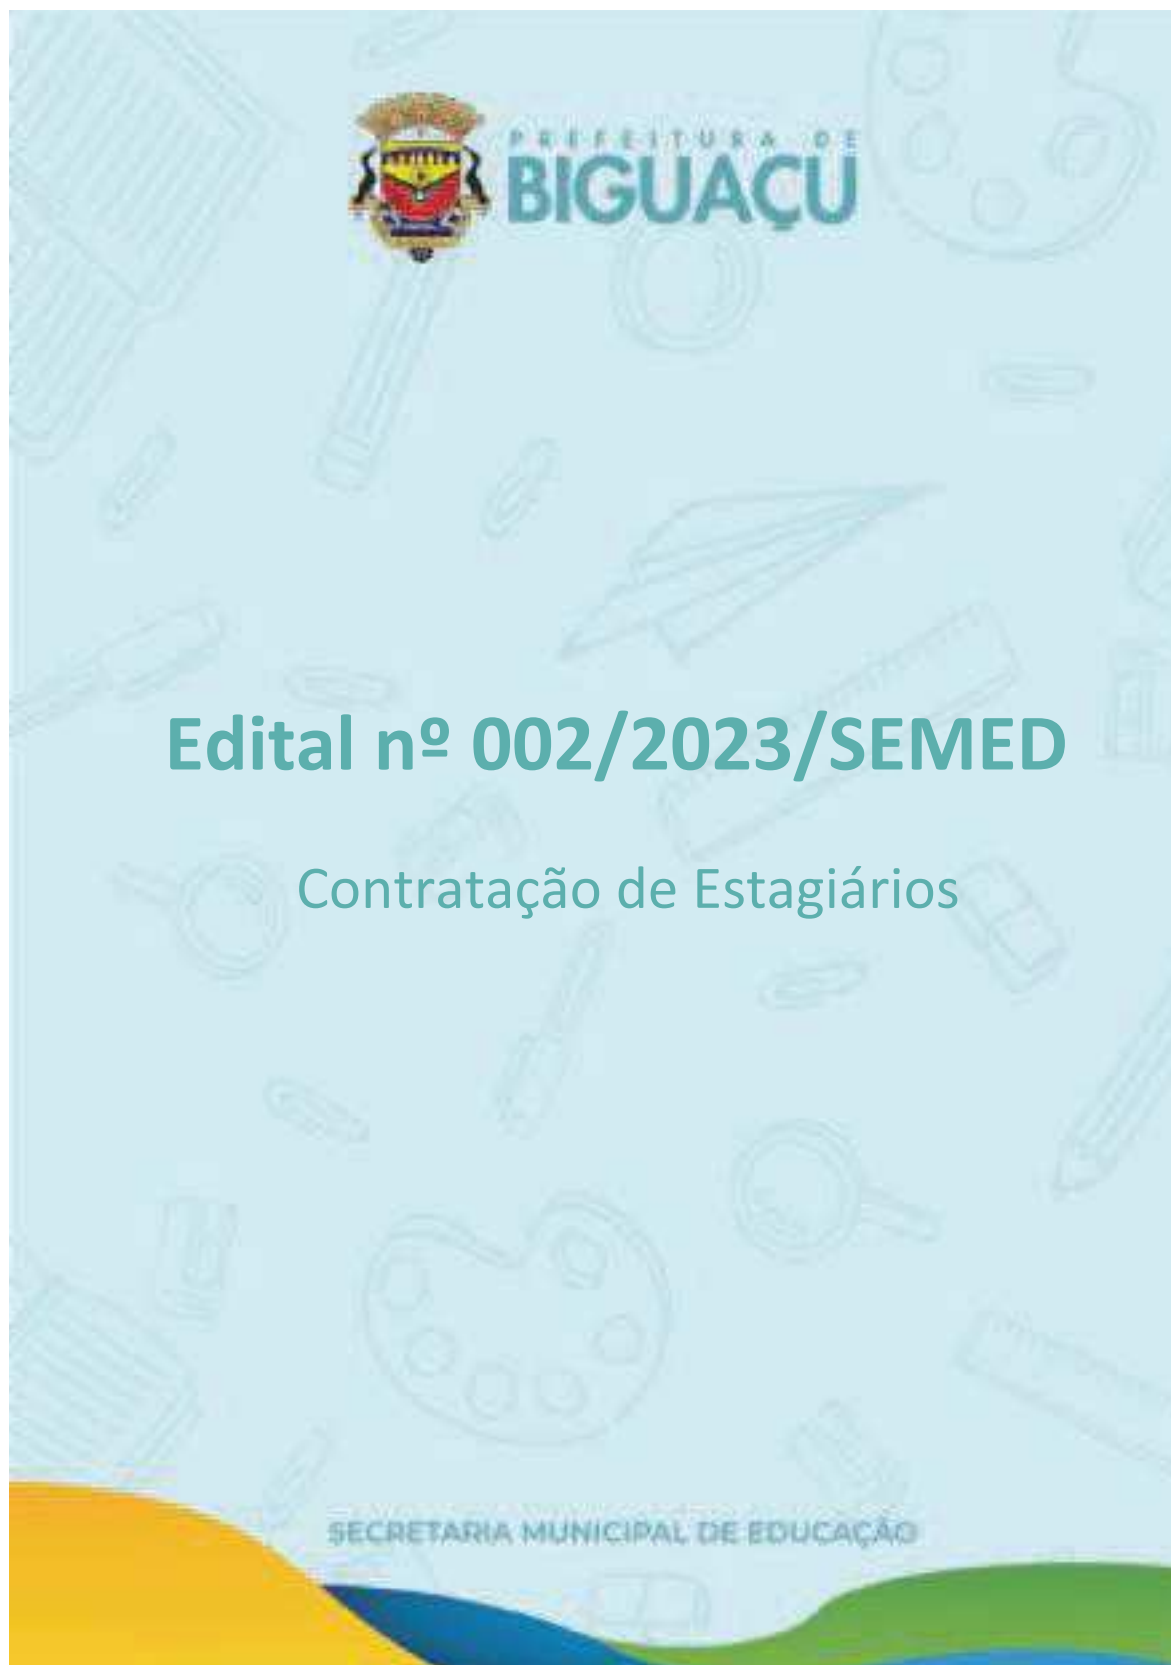 PREFEITURA DE
BIGUAÇU
Edital nº 002/2023/SEMED
Contratação de Estagiários
SECRETARIA MUNICIPAL DE EDUCAÇÃO